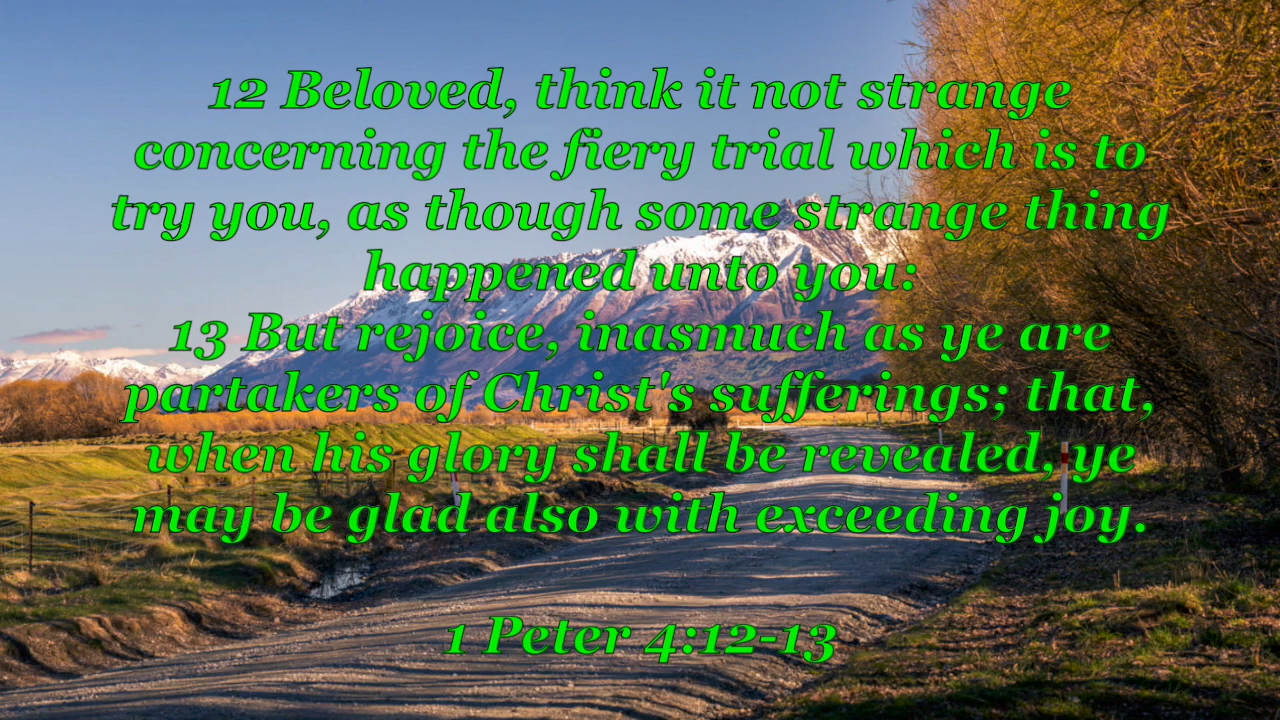 12 Beloved, think it not strange
concerning the fiery trial which is to
try you, as though some strange thing
happened unto you:
13 But rejoice, inasmuch as ye are
partakers of Christ's sufferings; that,
when his glory shall be revealed, ye
may be glad also with exceeding joy.
1 Peter 4:12-13